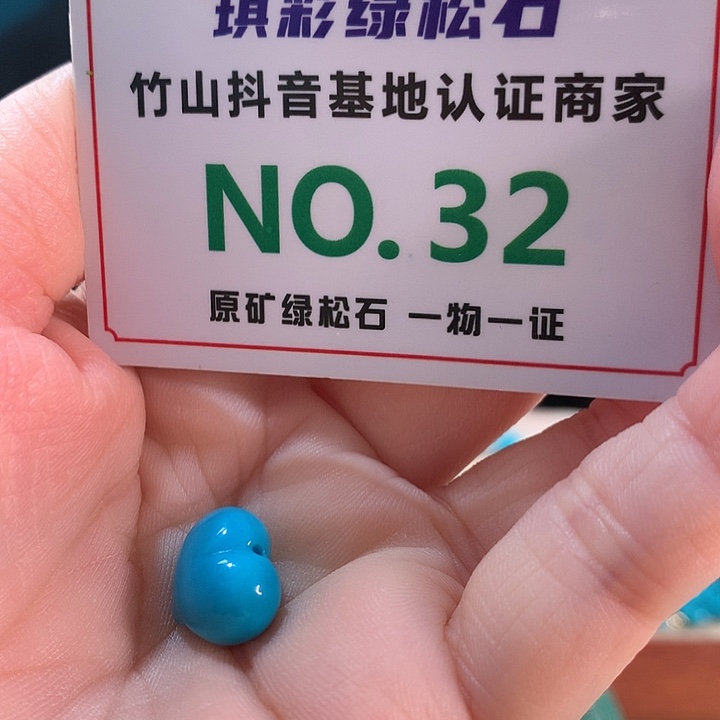 琪彩绿松石
竹山抖音基地认证商家
NO.32
原矿绿松石 一物一证